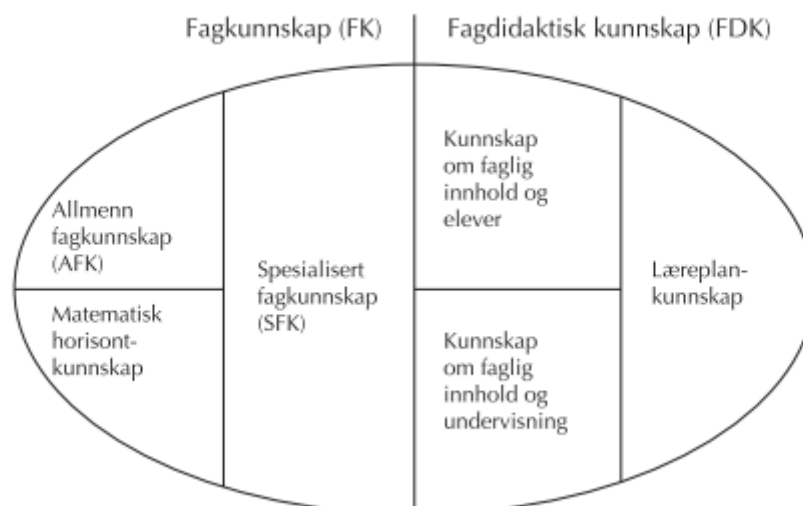 Fagkunnskap (FK)
Fagdidaktisk kunnskap (FDK)
Allmenn
fagkunnskap
(AFK)
Matematisk
horisont-
kunnskap
Spesialisert
fagkunnskap
(SFK)
Kunnskap
om faglig
innhold og
elever
Kunnskap
om faglig
innhold og
undervisning
Læreplan-
kunnskap